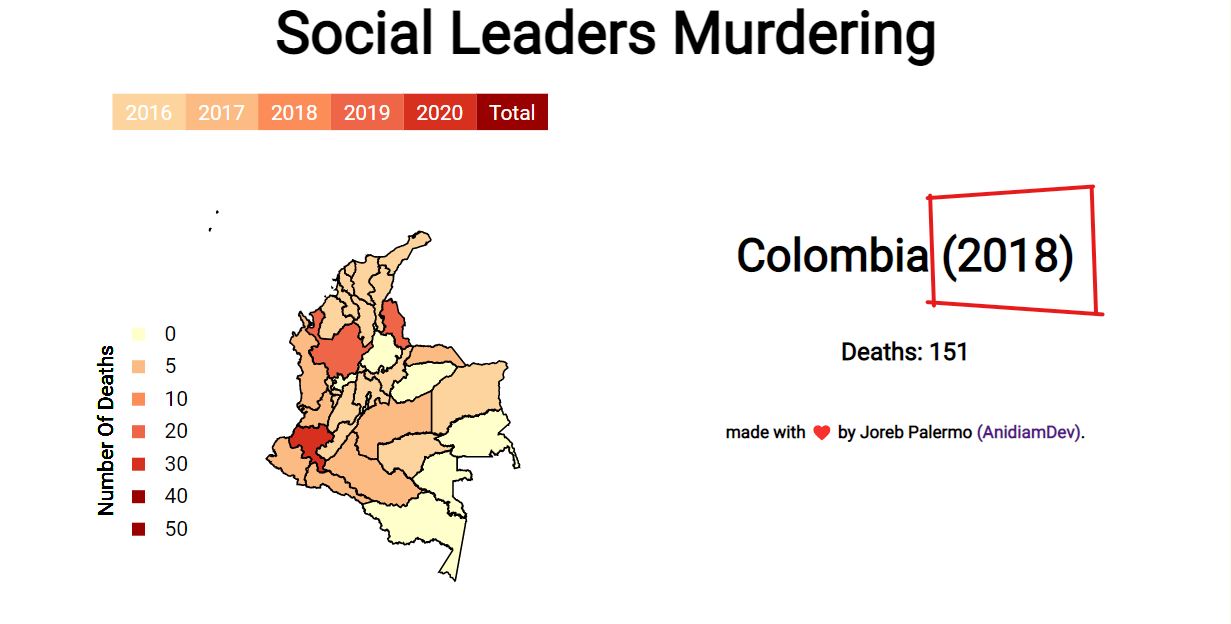 Social Leaders Murdering
2016 2017 2018 2019 2020 Total
Colombia (2018)
Deaths: 151
made with ❤ by Joreb Palermo (AnidiamDev).
Number Of Deaths
0
5
10
20
30
40
50